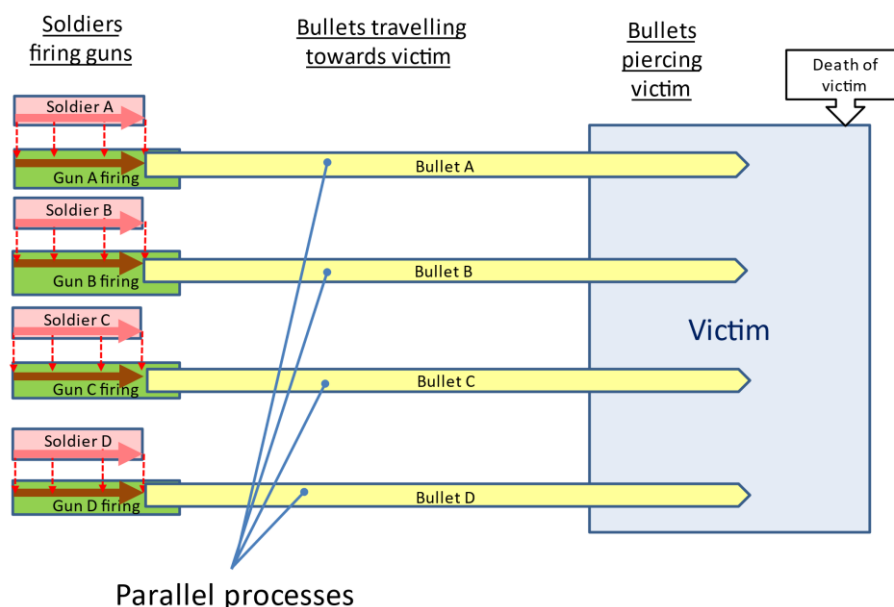 Soldiers
firing guns
Bullets travelling
towards victim
Bullets
piercing
victim
Death of
victim
Soldier A
Gun A firing
Bullet A
Soldier B
Gun B firing
Bullet B
Soldier C
Gun C firing
Bullet C
Victim
Soldier D
Gun D firing
Bullet D
Parallel processes